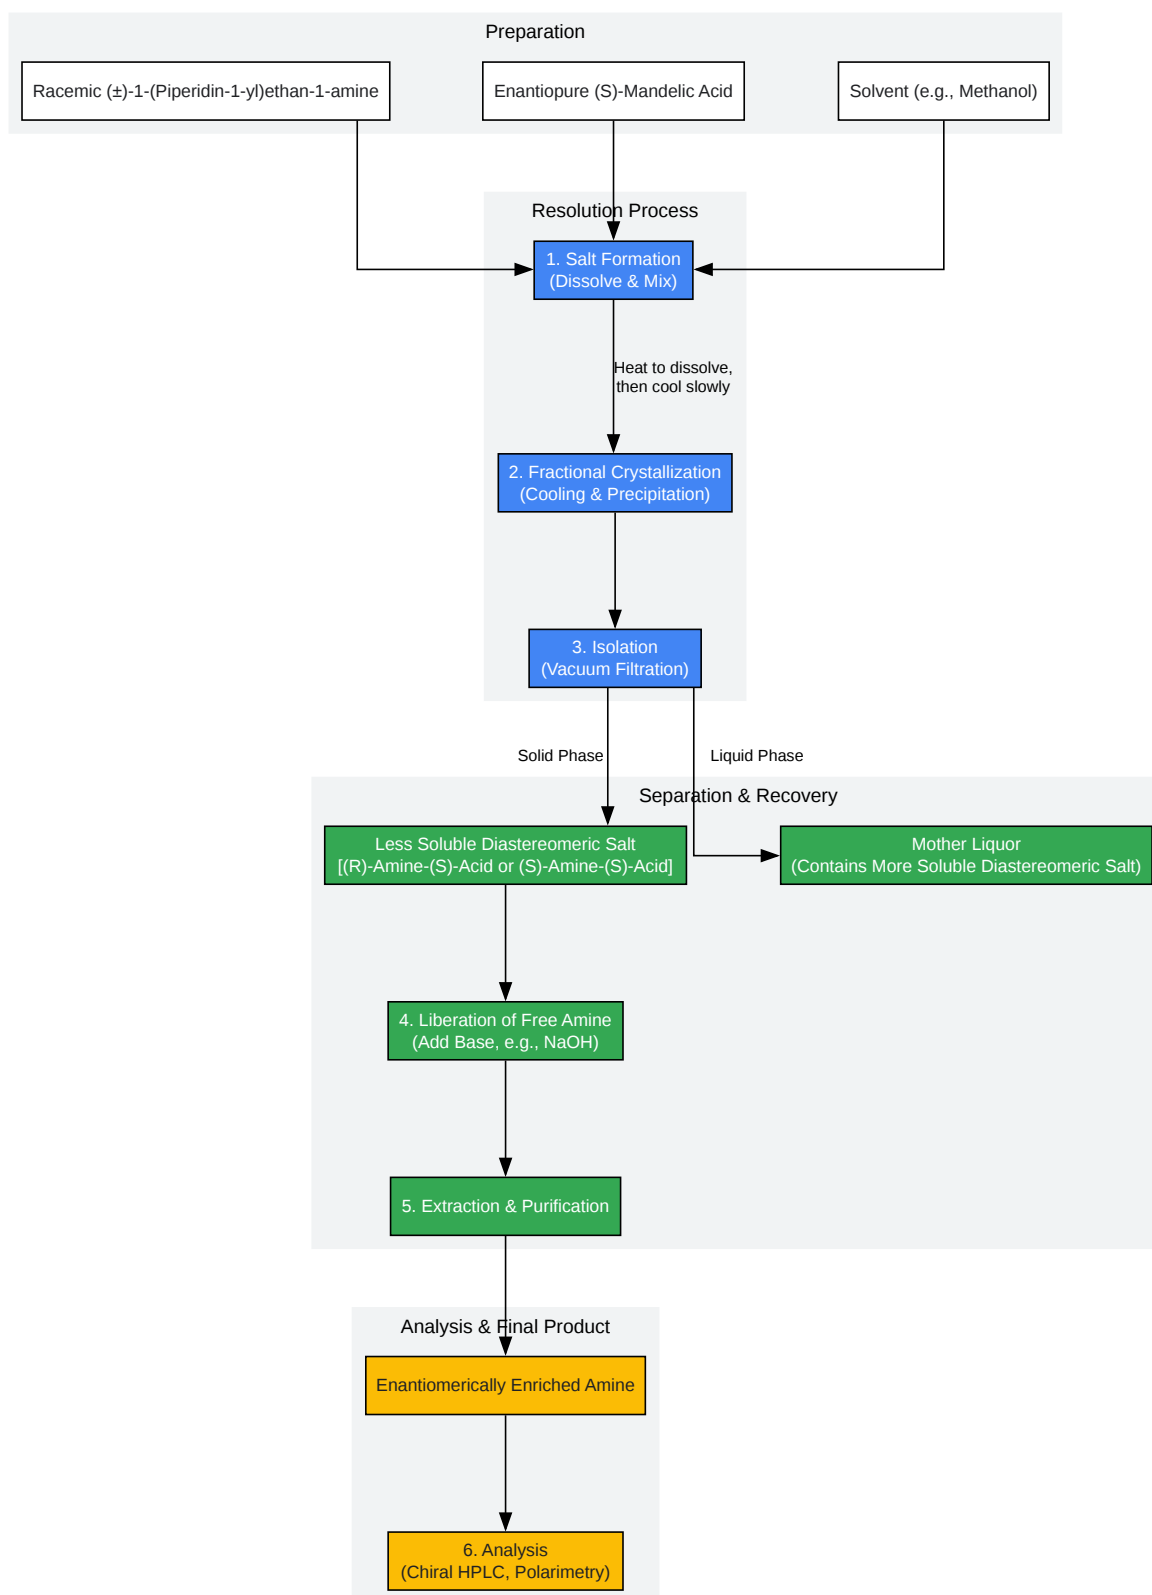 Preparation
Racemic (±)-1-(Piperidin-1-yl)ethan-1-amine
Enantiopure (S)-Mandelic Acid
Solvent (e.g., Methanol)
Resolution Process
1. Salt Formation
(Dissolve & Mix)
Heat to dissolve,
then cool slowly
2. Fractional Crystallization
(Cooling & Precipitation)
3. Isolation
(Vacuum Filtration)
Solid Phase
Liquid Phase
Separation & Recovery
Less Soluble Diastereomeric Salt
[(R)-Amine-(S)-Acid or (S)-Amine-(S)-Acid]
Mother Liquor
(Contains More Soluble Diastereomeric Salt)
4. Liberation of Free Amine
(Add Base, e.g., NaOH)
5. Extraction & Purification
Analysis & Final Product
Enantiomerically Enriched Amine
6. Analysis
(Chiral HPLC, Polarimetry)